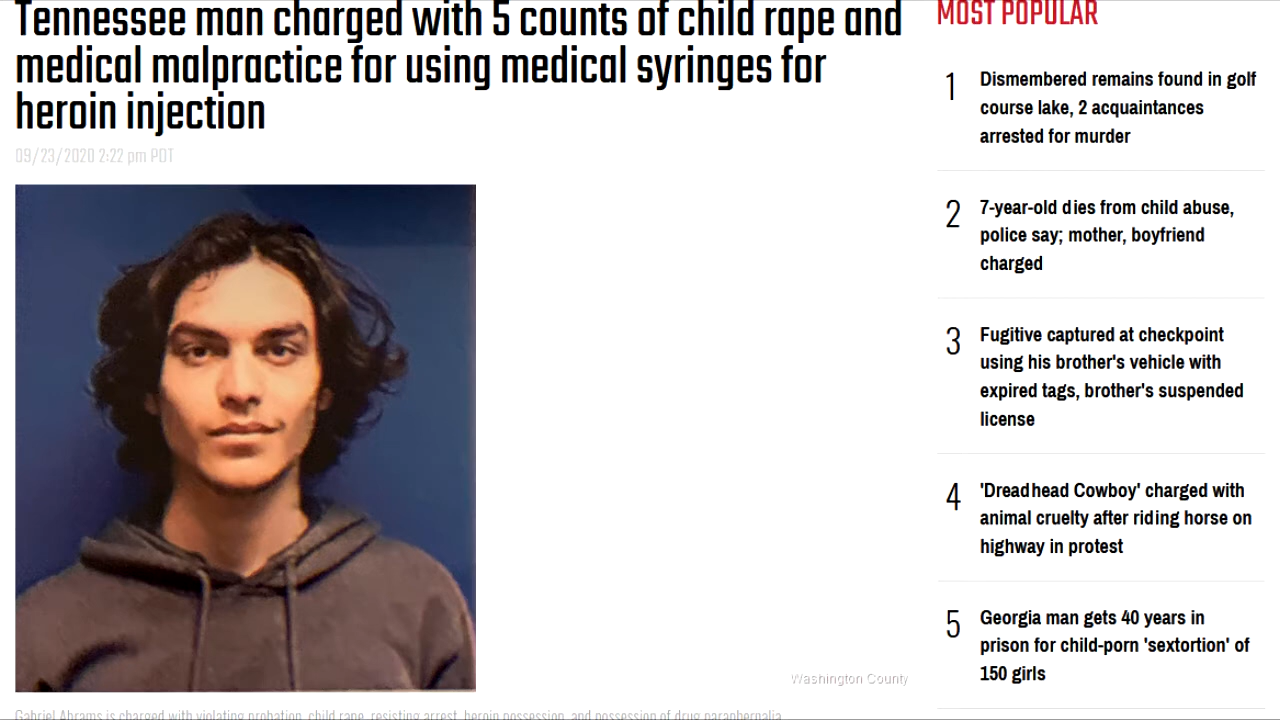 Tennessee man charged with 5 counts of child rape and
medical malpractice for using medical syringes for
heroin injection
09/23/2020 2:22 pm PDT
Washington County
Gabriel Abrams is charged with violating probation, child rape, resisting arrest, heroin possession, and possession of drug paraphernalia
MOST POPULAR
1
Dismembered remains found in golf
course lake, 2 acquaintances
arrested for murder
2
7-year-old dies from child abuse,
police say; mother, boyfriend
charged
3
Fugitive captured at checkpoint
using his brother's vehicle with
expired tags, brother's suspended
license
4
'Dreadhead Cowboy' charged with
animal cruelty after riding horse on
highway in protest
5
Georgia man gets 40 years in
prison for child-porn 'sextortion' of
150 girls